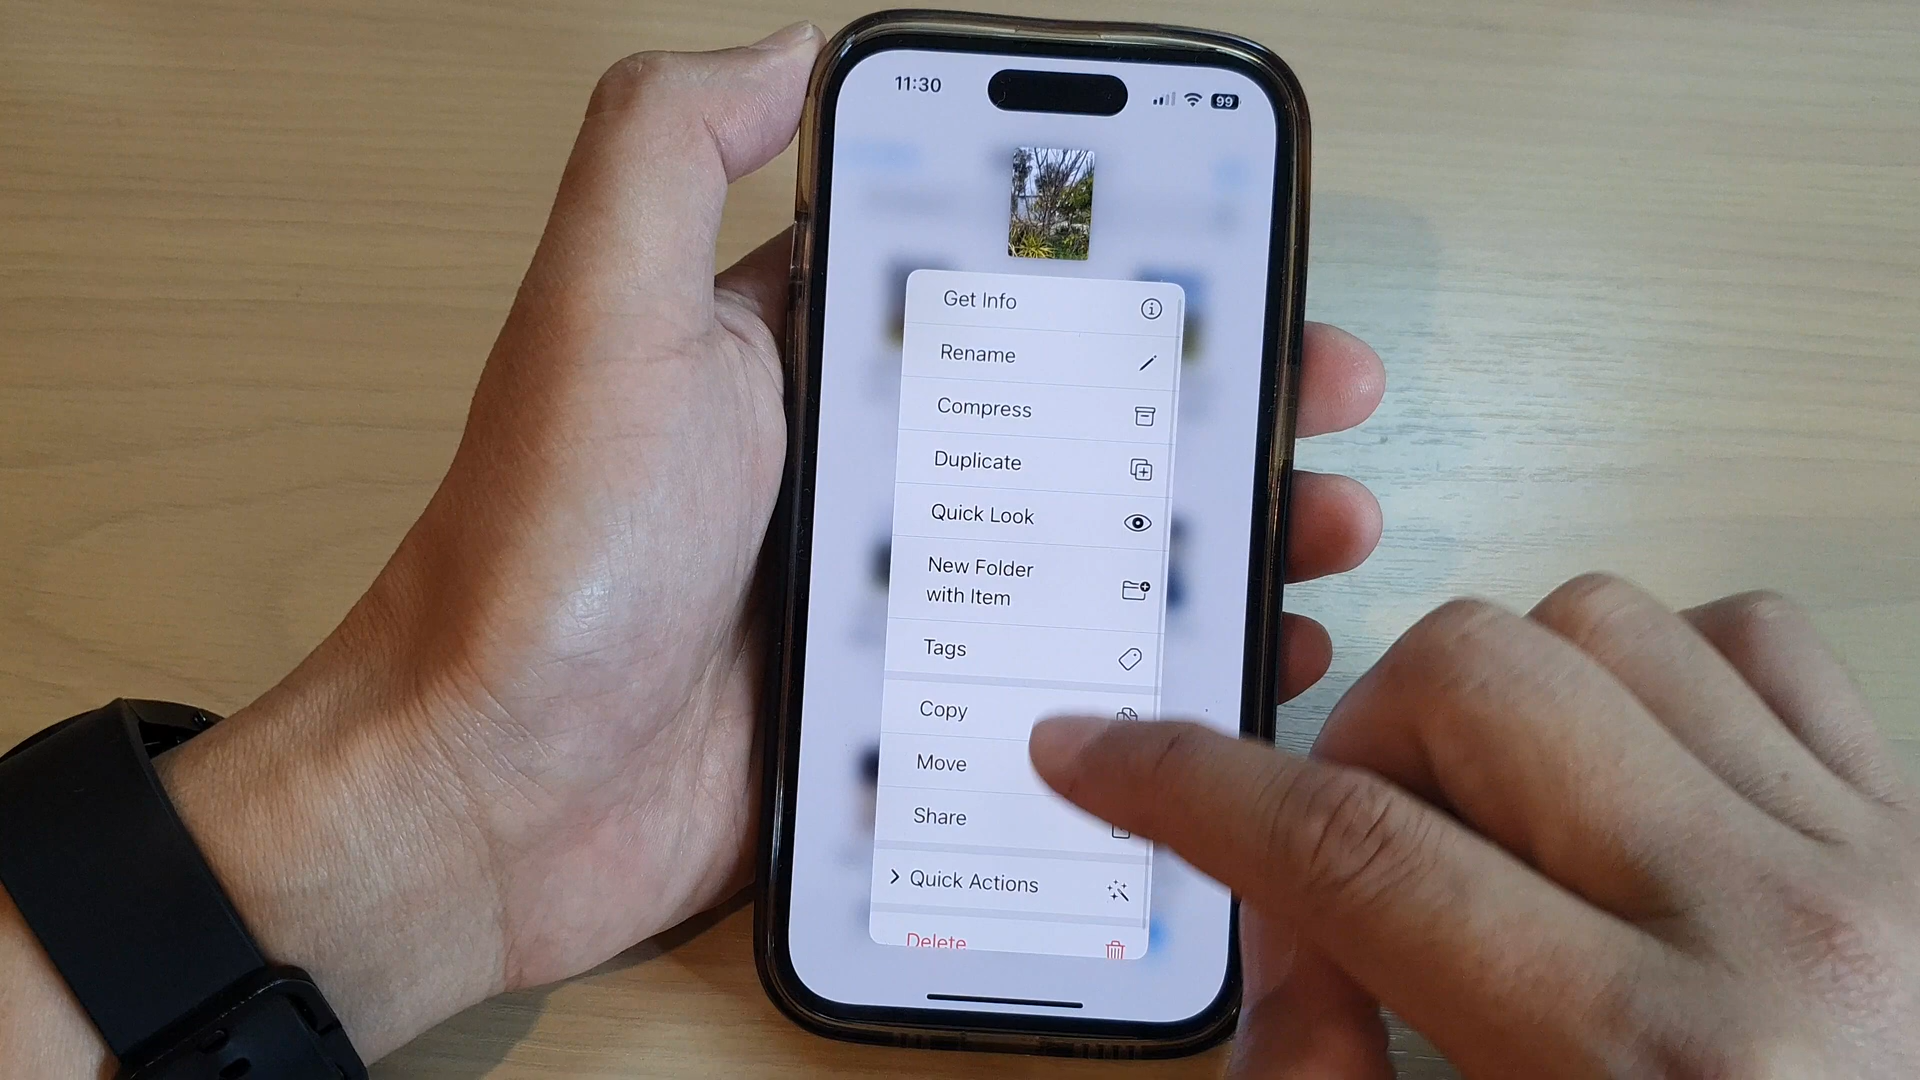 11:30
99
Get Info
Rename
Compress
Duplicate
Quick Look
New Folder
with Item
Tags
Copy
Move
Share
Quick Actions
Delete